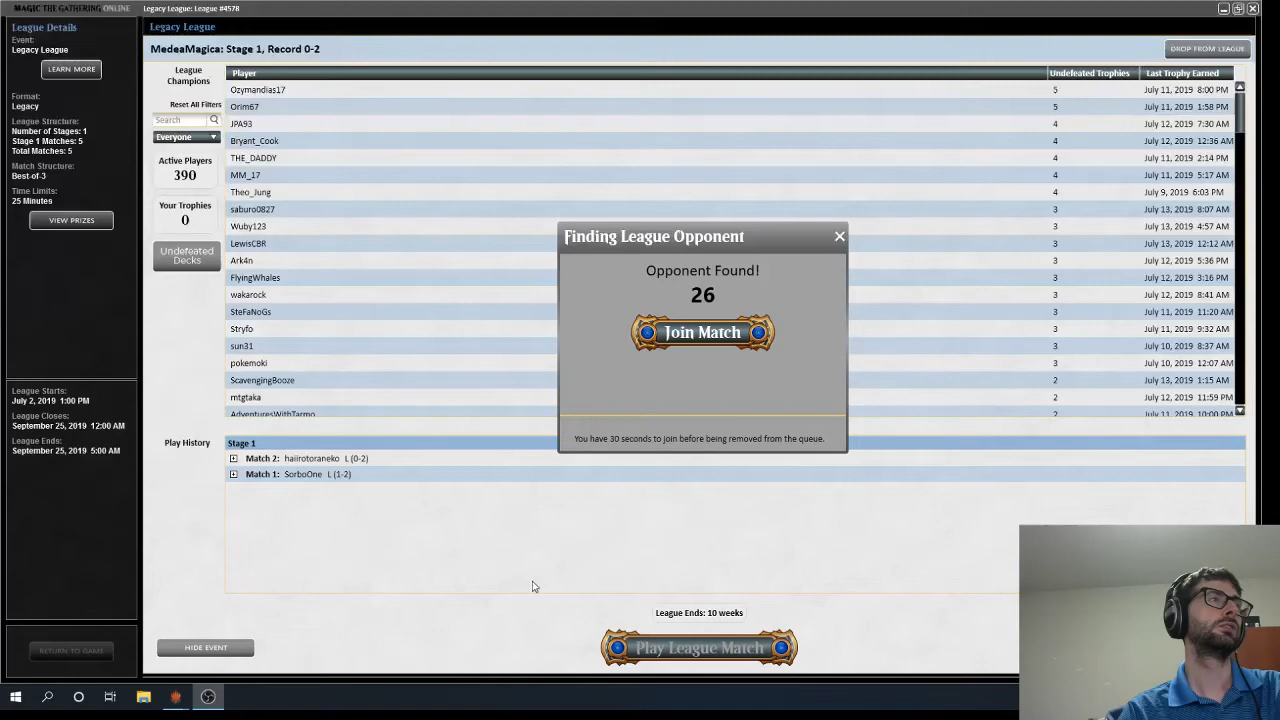 MAGIC THE GATHERING ONLINE
Legacy League: League #4578
League Details
Event:
Legacy League
LEARN MORE
Format:
Legacy
League Structure:
Number of Stages: 1
Stage 1 Matches: 5
Total Matches: 5
Match Structure:
Best-of-3
Time Limits:
25 Minutes
VIEW PRIZES
League Starts:
July 2, 2019 1:00 PM
League Closes:
September 25, 2019 12:00 AM
League Ends:
September 25, 2019 5:00 AM
RETURN TO GAME
Legacy League
MedeaMagica: Stage 1, Record 0-2
DROP FROM LEAGUE
League
Champions
Reset All Filters
Search
Everyone
Active Players
390
Your Trophies
0
Undefeated
Decks
Player Undefeated Trophies Last Trophy Earned
Ozymandias17 5 July 11, 2019 8:00 PM
Orim67 5 July 11, 2019 1:58 PM
JPA93 4 July 12, 2019 7:30 AM
Bryant_Cook 4 July 12, 2019 12:36 AM
THE_DADDY 4 July 11, 2019 2:14 PM
MM_17 4 July 11, 2019 5:17 AM
Theo_Jung 4 July 9, 2019 6:03 PM
saburo0827 3 July 13, 2019 8:07 AM
Wuby123 3 July 13, 2019 4:57 AM
LewisCBR 3 July 13, 2019 12:12 AM
Ark4n 3 July 12, 2019 5:36 PM
FlyingWhales 3 July 12, 2019 3:16 PM
wakarock 3 July 12, 2019 8:41 AM
SteFaNoGs 3 July 11, 2019 11:20 AM
Stryfo 3 July 11, 2019 9:32 AM
sun31 3 July 10, 2019 8:37 AM
pokemoki 3 July 10, 2019 12:07 AM
ScavengingBooze 2 July 13, 2019 1:15 AM
mtgtaka 2 July 12, 2019 11:59 PM
AdventuresWithTarmo 2 July 11, 2019 10:00 PM
Finding League Opponent
Opponent Found!
26
Join Match
You have 30 seconds to join before being removed from the queue.
Play History
Stage 1
Match 2: haiirotoraneko L (0-2)
Match 1: SorboOne L (1-2)
League Ends: 10 weeks
HIDE EVENT
Play League Match